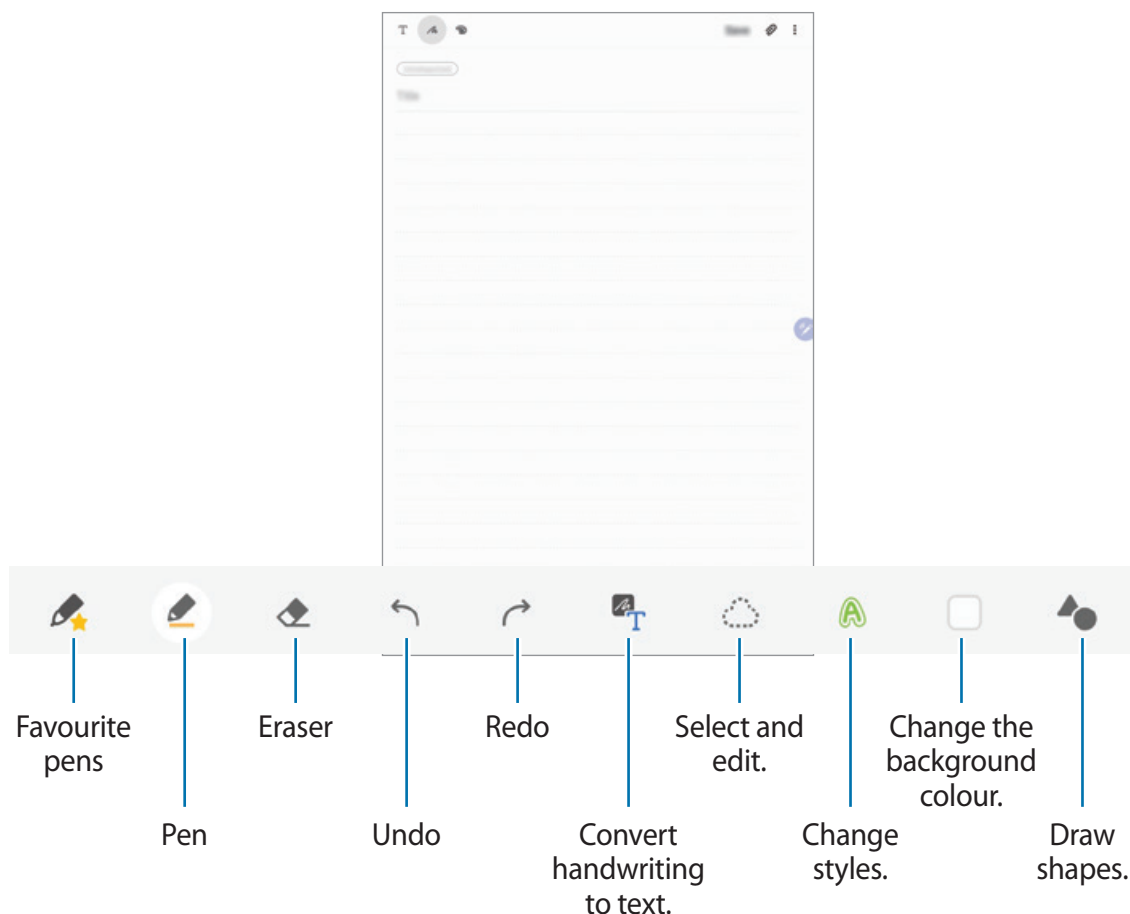 T
Title
T
A
Favourite
pens
Eraser
Redo
Select and
edit.
Change the
background
colour.
Pen
Undo
Convert
handwriting
to text.
Change
styles.
Draw
shapes.